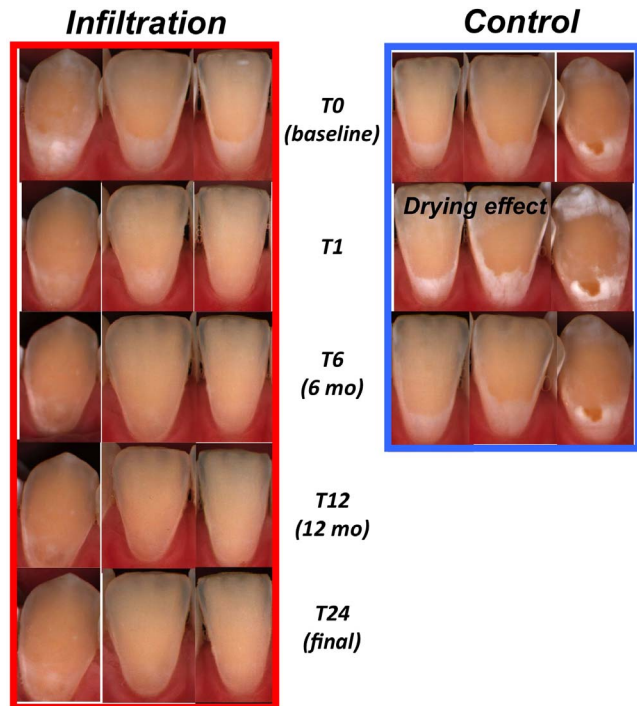 Infiltration
Control
T0
(baseline)
T1
Drying effect
T6
(6 mo)
T12
(12 mo)
T24
(final)